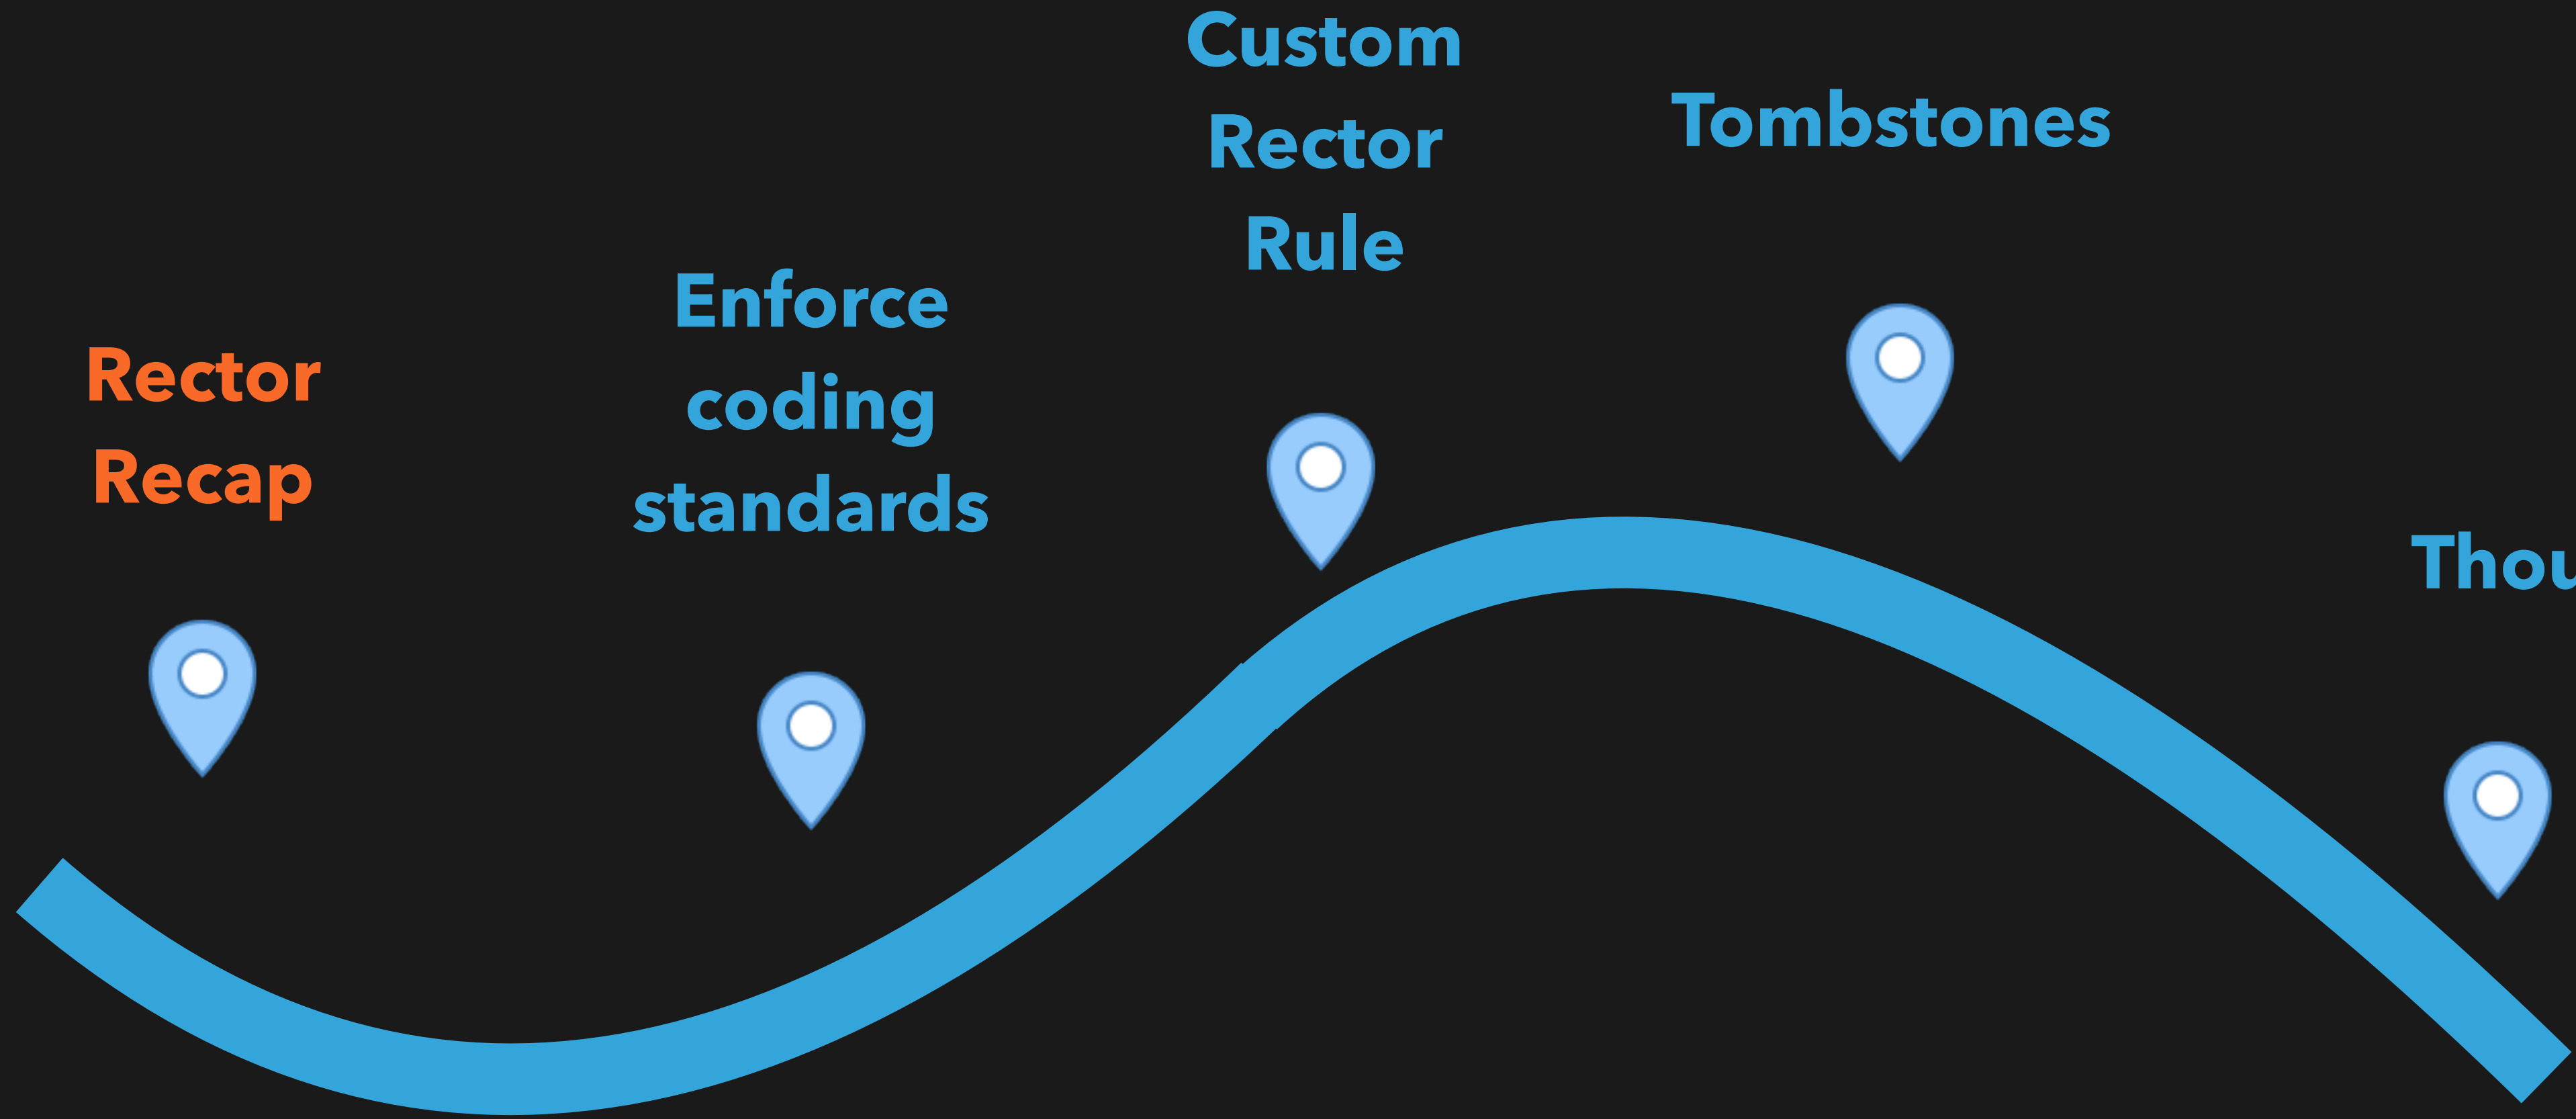 Rector
Recap
Enforce
coding
standards
Custom
Rector
Rule
Tombstones